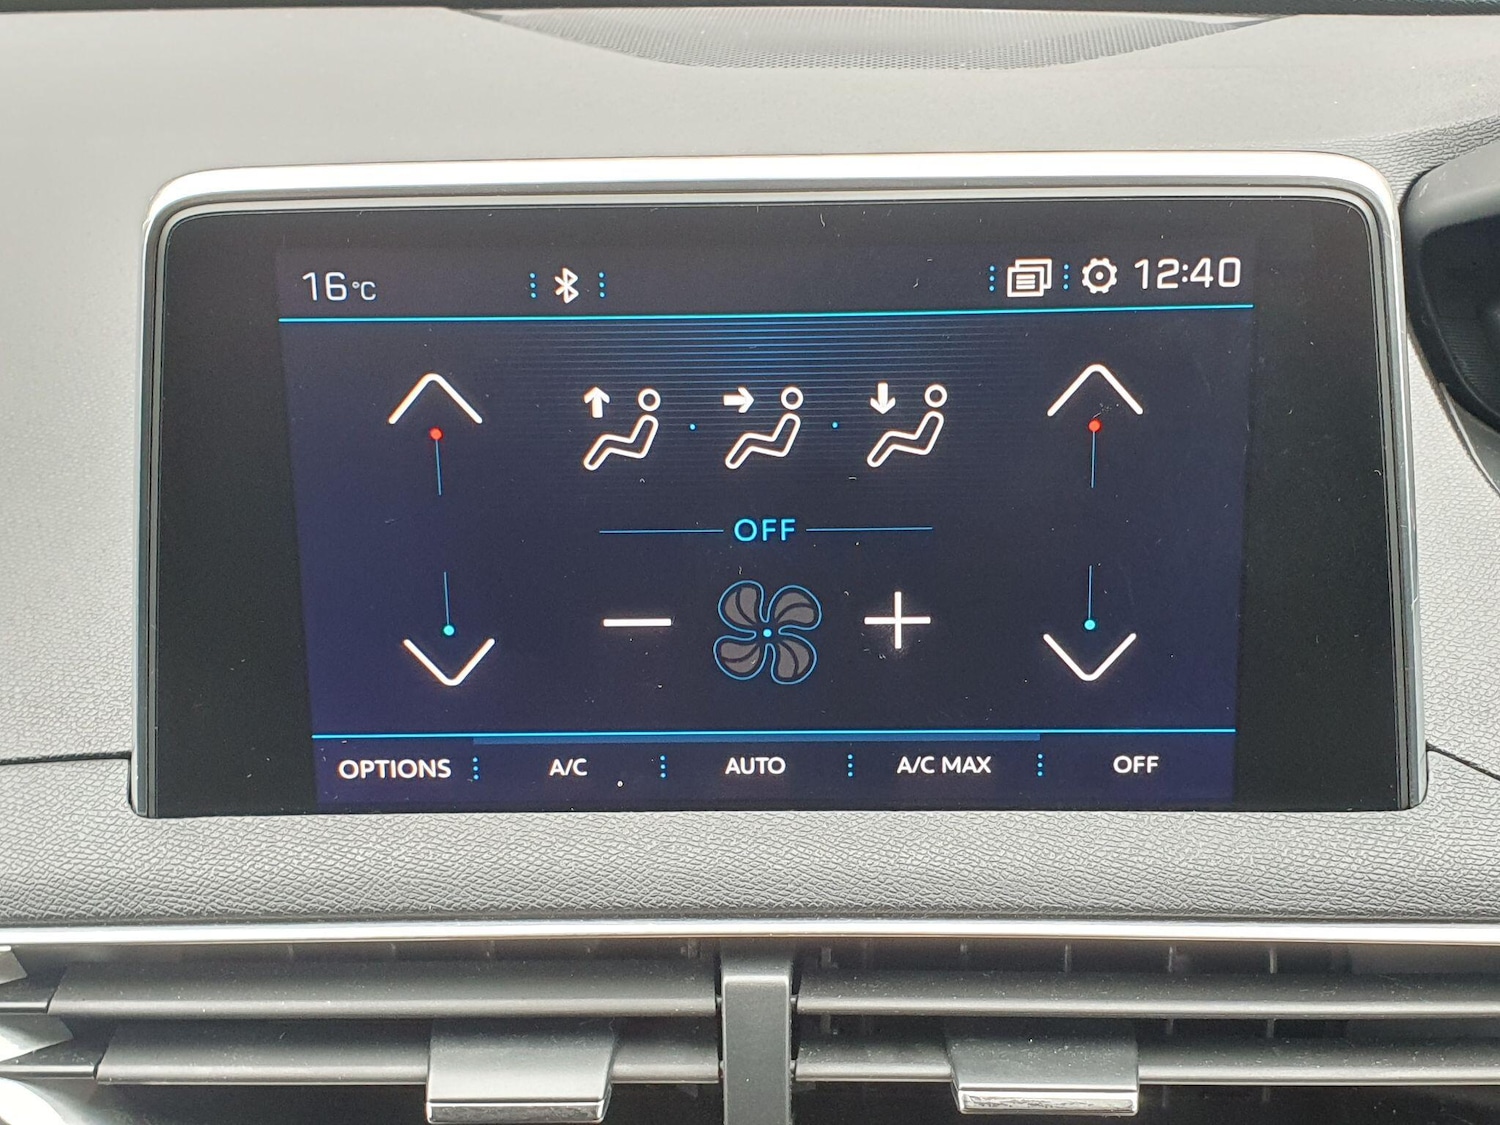 16°C 12:40
OFF
OPTIONS A/C AUTO A/C MAX OFF